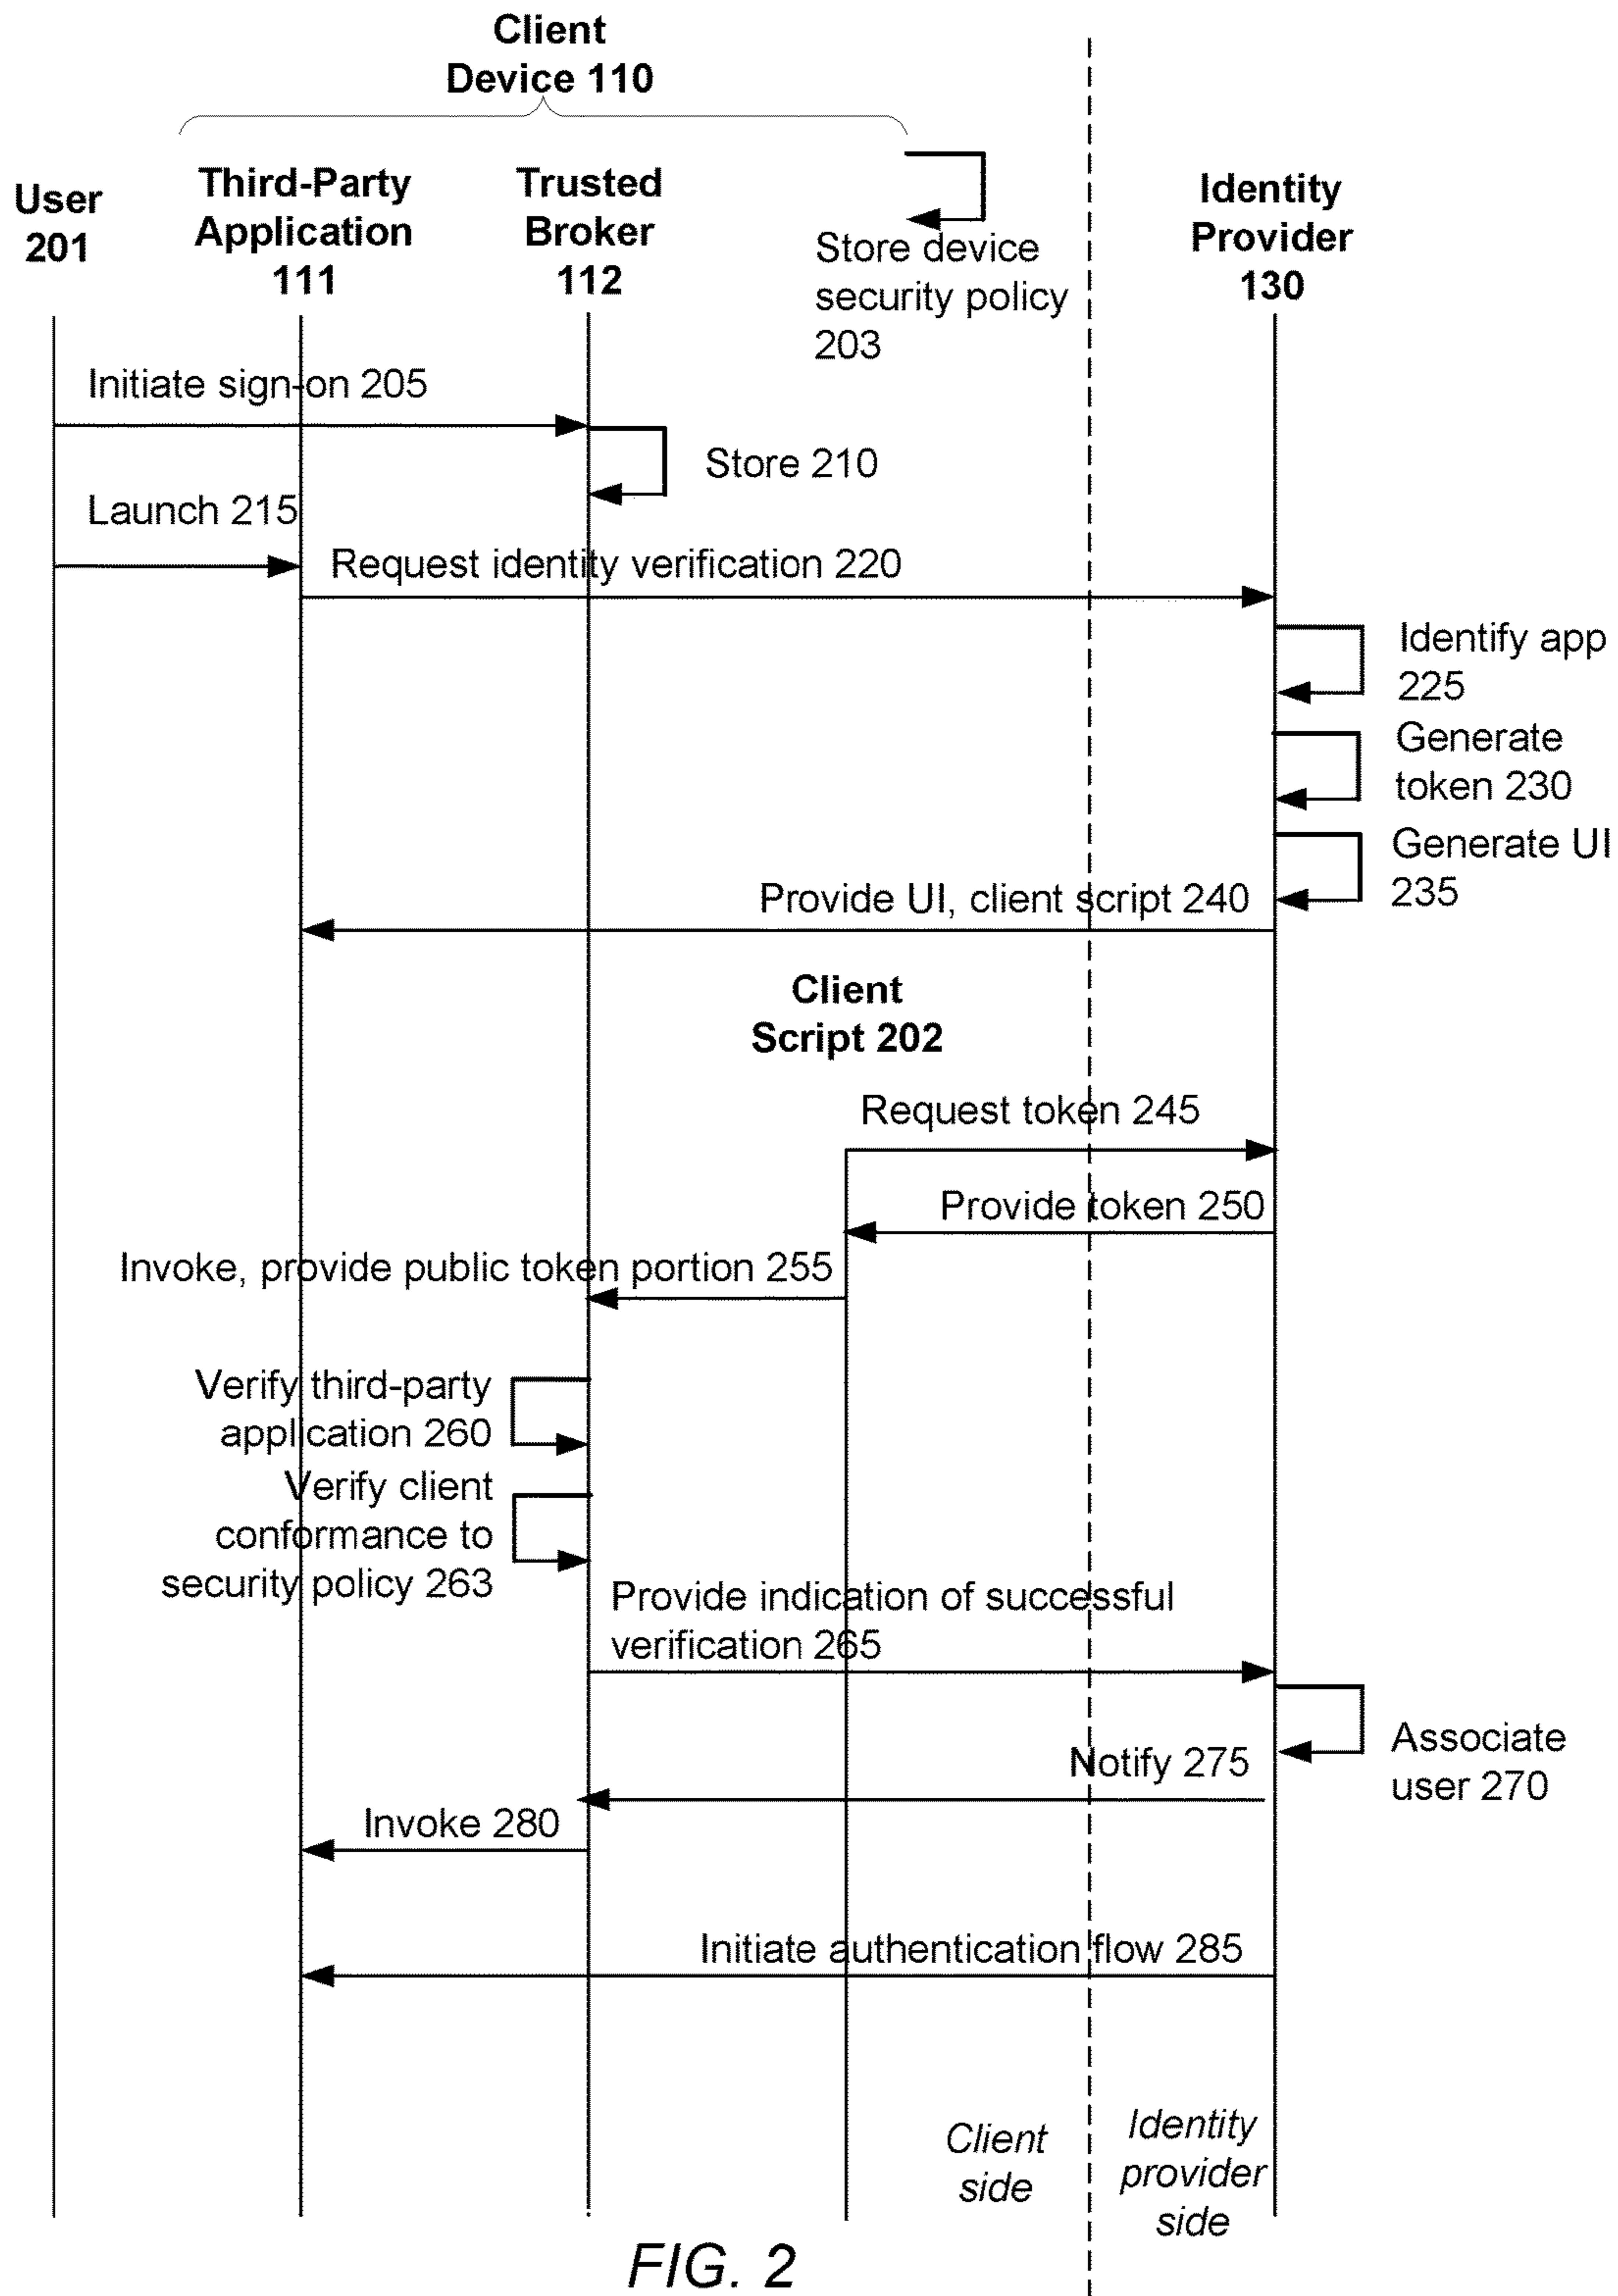 Client
Device 110
User
201
Third-Party
Application
111
Trusted
Broker
112
Store device
security policy
203
Identity
Provider
130
Initiate sign-on 205
Store 210
Launch 215
Request identity verification 220
Identify app
225
Generate
token 230
Generate UI
235
Provide UI, client script 240
Client
Script 202
Request token 245
Provide token 250
Invoke, provide public token portion 255
Verify third-party
application 260
Verify client
conformance to
security policy 263
Provide indication of successful
verification 265
Associate
user 270
Notify 275
Invoke 280
Initiate authentication flow 285
Client
side
Identity
provider
side
FIG. 2